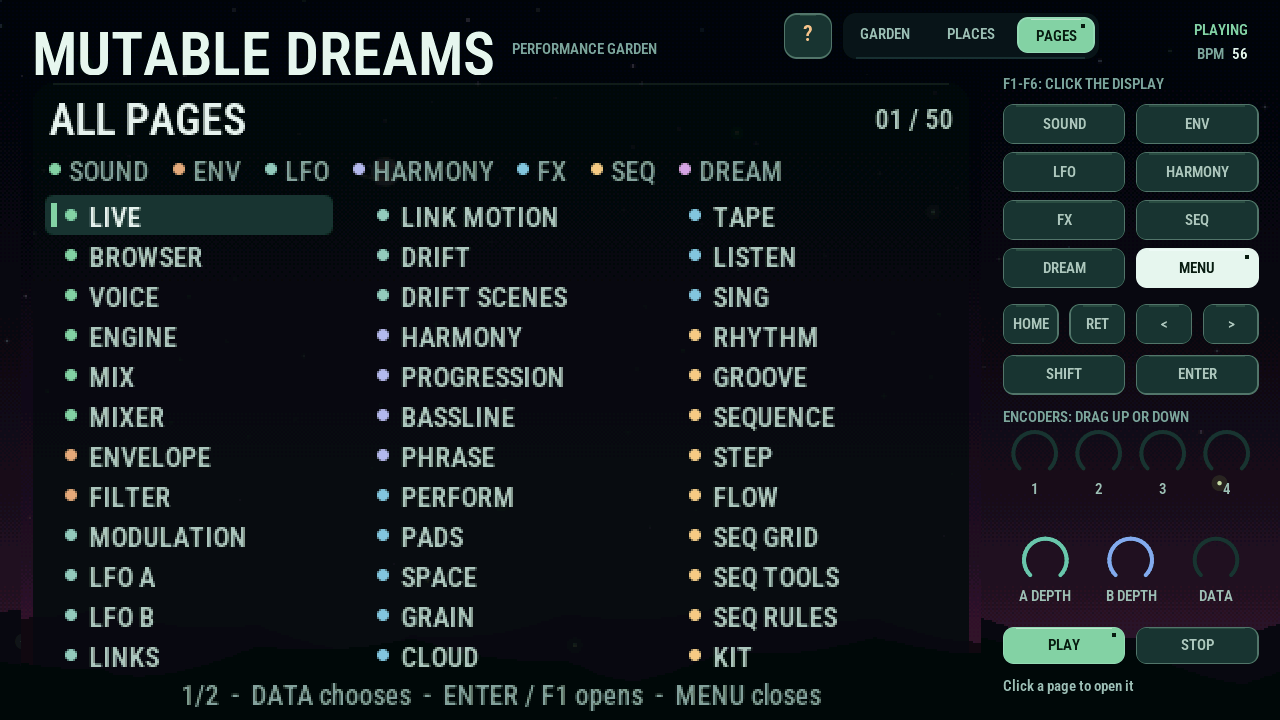 MUTABLE DREAMS
PERFORMANCE GARDEN
?
GARDEN
PLACES
PAGES
PLAYING
BPM 56
ALL PAGES
01 / 50
SOUND ENV LFO HARMONY FX SEQ DREAM
LIVE
BROWSER
VOICE
ENGINE
MIX
MIXER
ENVELOPE
FILTER
MODULATION
LFO A
LFO B
LINKS
LINK MOTION
DRIFT
DRIFT SCENES
HARMONY
PROGRESSION
BASSLINE
PHRASE
PERFORM
PADS
SPACE
GRAIN
CLOUD
TAPE
LISTEN
SING
RHYTHM
GROOVE
SEQUENCE
STEP
FLOW
SEQ GRID
SEQ TOOLS
SEQ RULES
KIT
1/2 - DATA chooses - ENTER / F1 opens - MENU closes
F1-F6: CLICK THE DISPLAY
SOUND
ENV
LFO
HARMONY
FX
SEQ
DREAM
MENU
HOME
RET
<
>
SHIFT
ENTER
ENCODERS: DRAG UP OR DOWN
1
2
3
4
A DEPTH
B DEPTH
DATA
PLAY
STOP
Click a page to open it